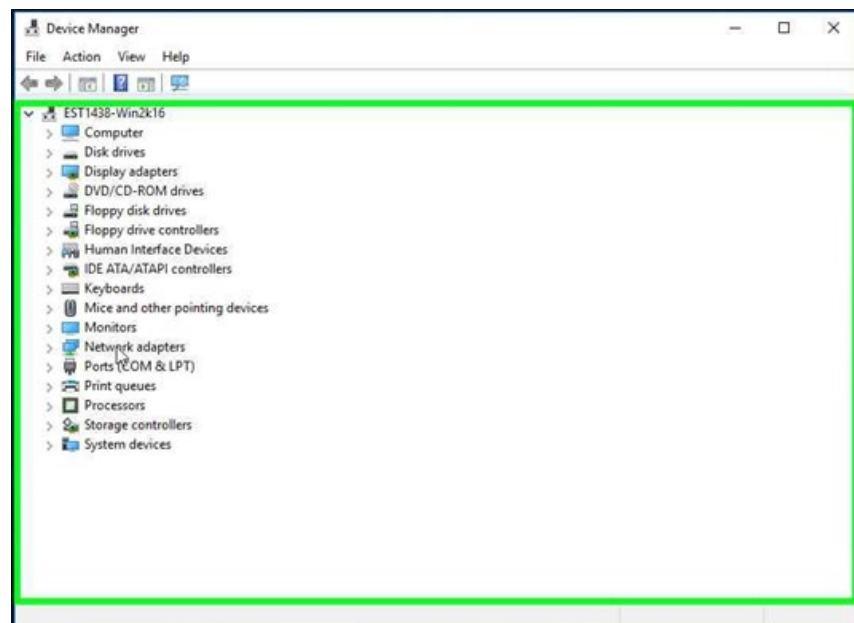 Device Manager
File Action View Help
EST1438-Win2k16
Computer
Disk drives
Display adapters
DVD/CD-ROM drives
Floppy disk drives
Floppy drive controllers
Human Interface Devices
IDE ATA/ATAPI controllers
Keyboards
Mice and other pointing devices
Monitors
Network adapters
Ports (COM & LPT)
Print queues
Processors
Storage controllers
System devices